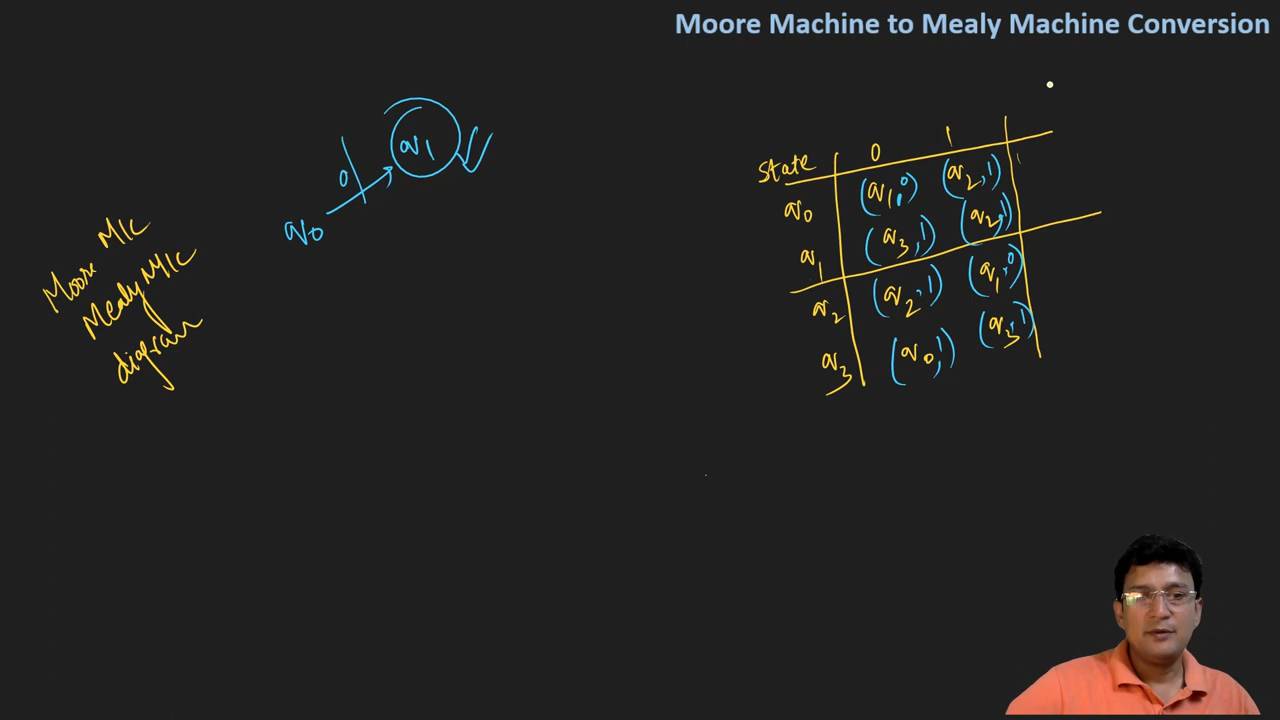 Moore Machine to Mealy Machine Conversion
q1
0
q0
Moore M/C
Mealy M/C
diagram
State 0 1
q0 (q1, 0) (q2, 1)
q1 (q3, 1) (q2, 1)
q2 (q2, 1) (q1, 0)
q3 (q0, 1) (q3, 1)